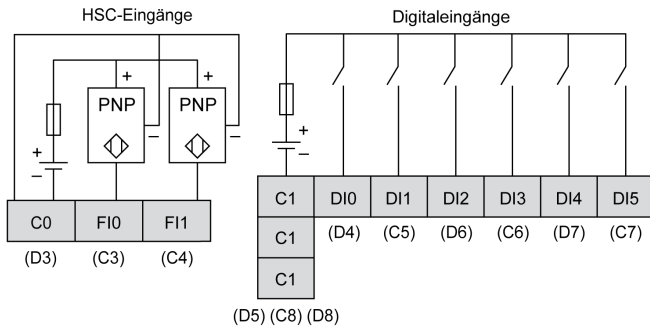 HSC-Eingänge
Digitaleingänge
+ +
PNP PNP
+ − −
−
+
−
C0 FI0 FI1
(D3) (C3) (C4)
C1 DI0 DI1 DI2 DI3 DI4 DI5
(D4) (C5) (D6) (C6) (D7) (C7)
C1
C1
(D5) (C8) (D8)